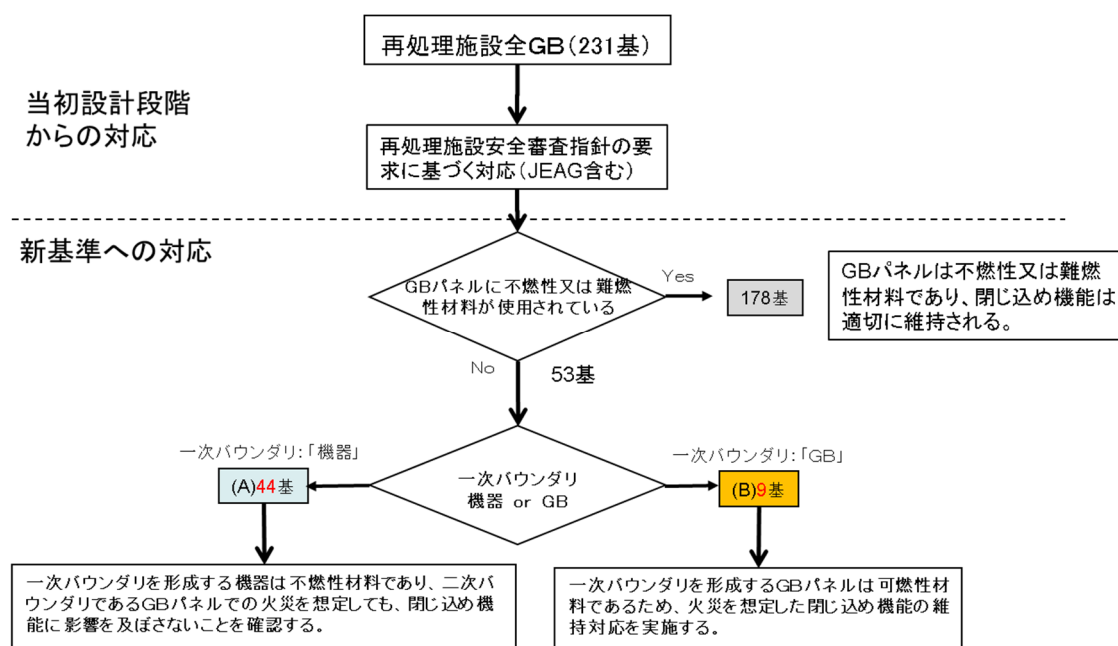 再処理施設全GB(231基)
当初設計段階
からの対応
再処理施設安全審査指針の要
求に基づく対応(JEAG含む)
新基準への対応
GBパネルに不燃性又は難燃
性材料が使用されている
Yes
178基
GBパネルは不燃性又は難燃
性材料であり、閉じ込め機能は
適切に維持される。
No
53基
一次バウンダリ:「機器」
(A)44基
一次バウンダリ
機器 or GB
一次バウンダリ:「GB」
(B)9基
一次バウンダリを形成する機器は不燃性材料であり、二次バ
ウンダリであるGBパネルでの火災を想定しても、閉じ込め機
能に影響を及ぼさないことを確認する。
一次バウンダリを形成するGBパネルは可燃性材
料であるため、火災を想定した閉じ込め機能の維
持対応を実施する。